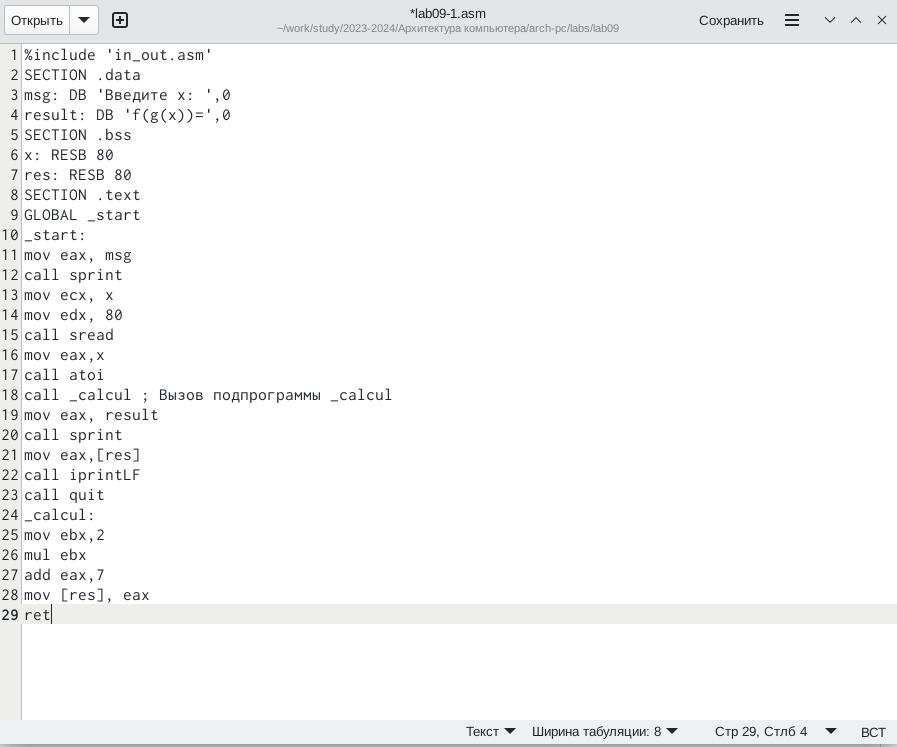 Открыть
*lab09-1.asm
~/work/study/2023-2024/Архитектура компьютера/arch-pc/labs/lab09
Сохранить
1 %include 'in_out.asm'
2 SECTION .data
3 msg: DB 'Введите x: ',0
4 result: DB 'f(g(x))=',0
5 SECTION .bss
6 x: RESB 80
7 res: RESB 80
8 SECTION .text
9 GLOBAL _start
10 _start:
11 mov eax, msg
12 call sprint
13 mov ecx, x
14 mov edx, 80
15 call sread
16 mov eax,x
17 call atoi
18 call _calcul ; Вызов подпрограммы _calcul
19 mov eax, result
20 call sprint
21 mov eax,[res]
22 call iprintLF
23 call quit
24 _calcul:
25 mov ebx,2
26 mul ebx
27 add eax,7
28 mov [res], eax
29 ret
Текст Ширина табуляции: 8 Стр 29, Стлб 4 ВСТ